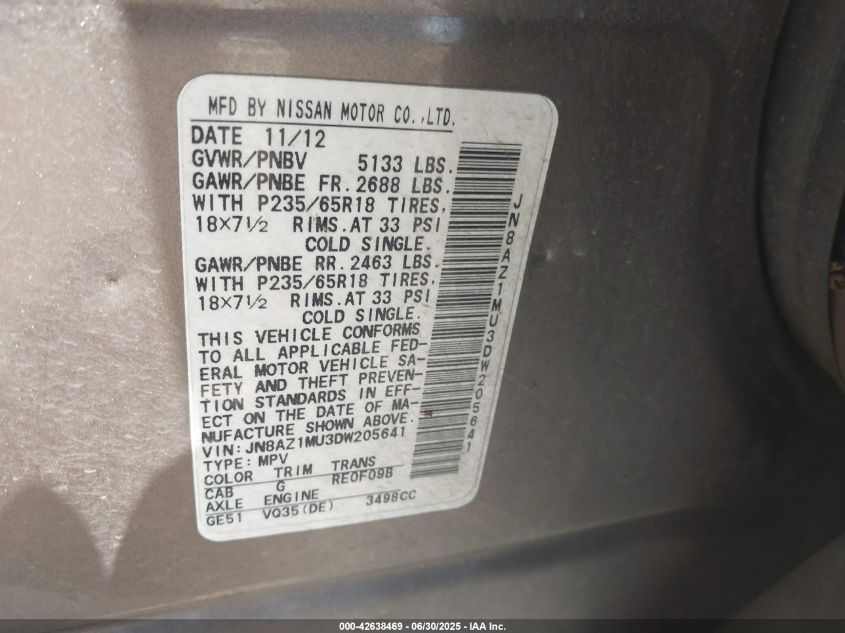 MFD BY NISSAN MOTOR CO.,LTD.
DATE 11/12
GVWR/PNBV 5133 LBS.
GAWR/PNBE FR. 2688 LBS.
WITH P235/65R18 TIRES,
18×7½ RIMS.AT 33 PSI
COLD SINGLE.
GAWR/PNBE RR. 2463 LBS.
WITH P235/65R18 TIRES,
18×7½ RIMS.AT 33 PSI
COLD SINGLE.
THIS VEHICLE CONFORMS
TO ALL APPLICABLE FED-
ERAL MOTOR VEHICLE SA-
FETY AND THEFT PREVEN-
TION STANDARDS IN EFF-
ECT ON THE DATE OF MA-
NUFACTURE SHOWN ABOVE.
VIN: JN8AZ1MU3DW205641
TYPE: MPV
COLOR TRIM TRANS
CAB G RE0F09B
AXLE ENGINE
GE51 VQ35(DE) 3498CC
JN8AZ1MU3DW205641
000-42638469 - 06/30/2025 - IAA Inc.